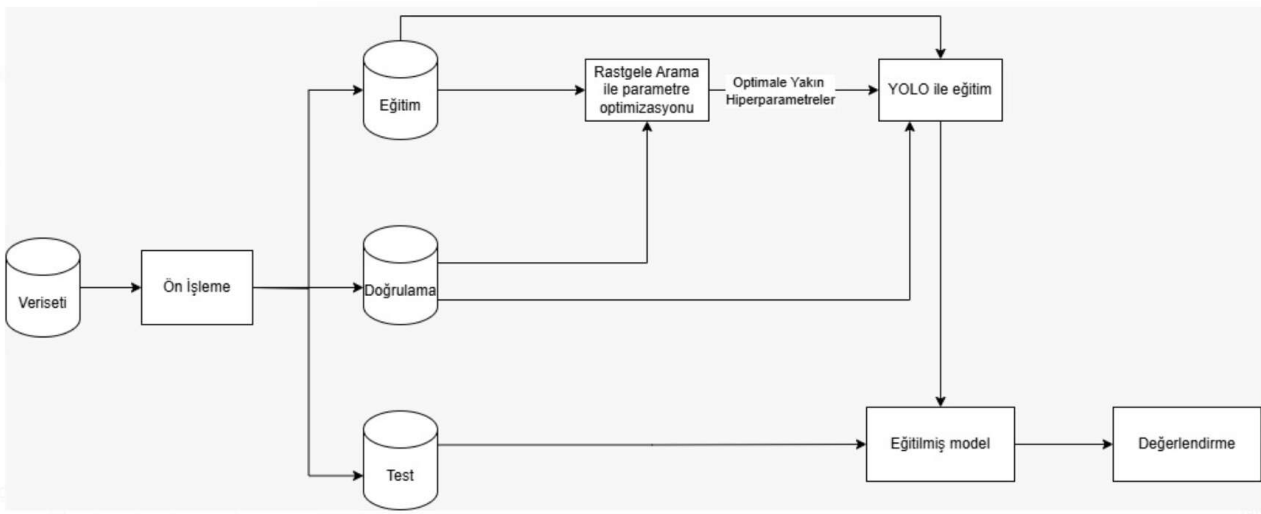 Eğitim
Rastgele Arama
ile parametre
optimizasyonu
Optimale Yakın
Hiperparametreler
YOLO ile eğitim
Veriseti
Ön İşleme
Doğrulama
Test
Eğitilmiş model
Değerlendirme